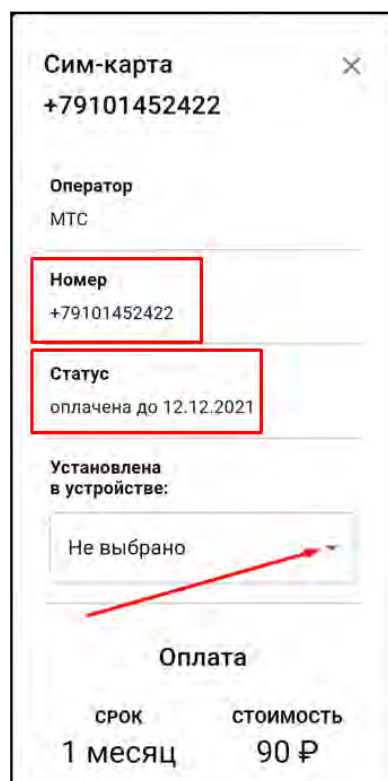 Сим-карта
+79101452422
Оператор
МТС
Номер
+79101452422
Статус
оплачена до 12.12.2021
Установлена
в устройстве:
Не выбрано
Оплата
СРОК СТОИМОСТЬ
1 месяц 90 ₽